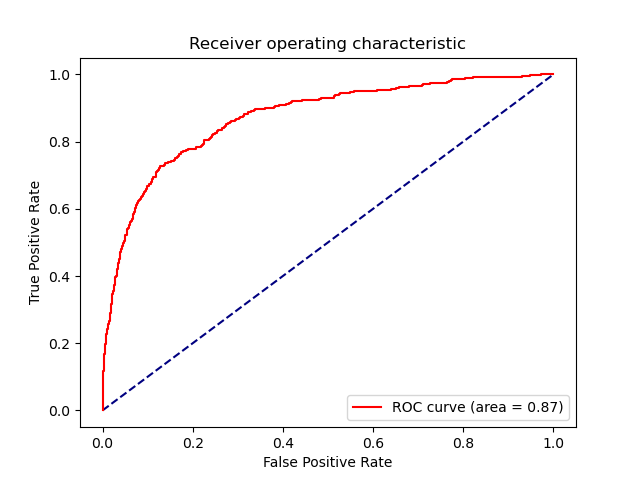 Receiver operating characteristic
1.0
0.8
0.6
0.4
0.2
0.0
True Positive Rate
ROC curve (area = 0.87)
0.0 0.2 0.4 0.6 0.8 1.0
False Positive Rate